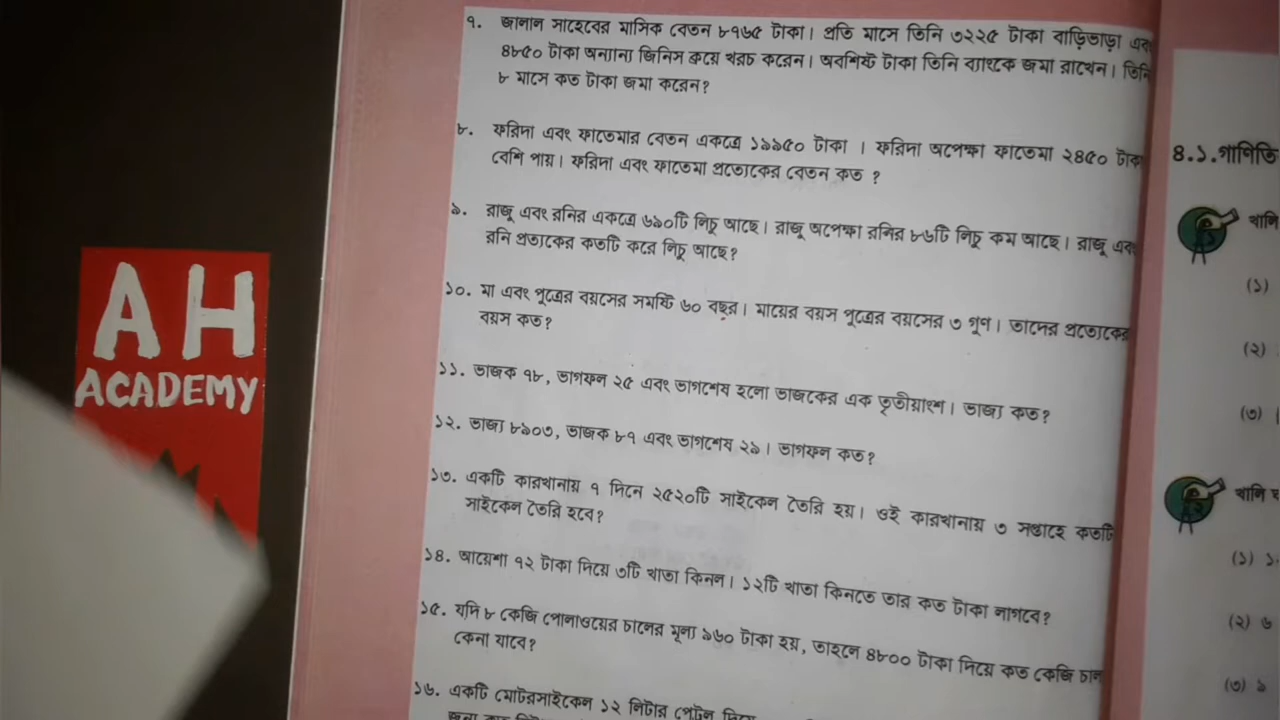 AH
ACADEMY
৭. জালাল সাহেবের মাসিক বেতন ৮৭৬৫ টাকা। প্রতি মাসে তিনি ৩২২৫ টাকা বাড়িভাড়া এবং
৪৮৫০ টাকা অন্যান্য জিনিস ক্রয়ে খরচ করেন। অবশিষ্ট টাকা তিনি ব্যাংকে জমা রাখেন। তিনি
৮ মাসে কত টাকা জমা করেন?
৮. ফরিদা এবং ফাতেমার বেতন একত্রে ১৯৯৫০ টাকা । ফরিদা অপেক্ষা ফাতেমা ২৪৫০ টাকা
বেশি পায়। ফরিদা এবং ফাতেমা প্রত্যেকের বেতন কত ?
৯. রাজু এবং রনির একত্রে ৬৯০টি লিচু আছে। রাজু অপেক্ষা রনির ৮৬টি লিচু কম আছে। রাজু এবং
রনি প্রত্যকের কতটি করে লিচু আছে?
১০. মা এবং পুত্রের বয়সের সমষ্টি ৬০ বছর। মায়ের বয়স পুত্রের বয়সের ৩ গুণ। তাদের প্রত্যেকের
বয়স কত?
১১. ভাজক ৭৮, ভাগফল ২৫ এবং ভাগশেষ হলো ভাজকের এক তৃতীয়াংশ। ভাজ্য কত?
১২. ভাজ্য ৮৯০৩, ভাজক ৮৭ এবং ভাগশেষ ২৯। ভাগফল কত?
১৩. একটি কারখানায় ৭ দিনে ২৫২০টি সাইকেল তৈরি হয়। ওই কারখানায় ৩ সপ্তাহে কতটি
সাইকেল তৈরি হবে?
১৪. আয়েশা ৭২ টাকা দিয়ে ৩টি খাতা কিনল। ১২টি খাতা কিনতে তার কত টাকা লাগবে?
১৫. যদি ৮ কেজি পোলাওয়ের চালের মূল্য ৯৬০ টাকা হয়, তাহলে ৪৮০০ টাকা দিয়ে কত কেজি চাল
কেনা যাবে?
১৬. একটি মোটরসাইকেল ১২ লিটার পেট্রল দিয়ে
৪.১.গাণিতি
খালি
(১)
(২)
(৩)
খালি ঘ
(১) ১
(২) ৬
(৩) ৯